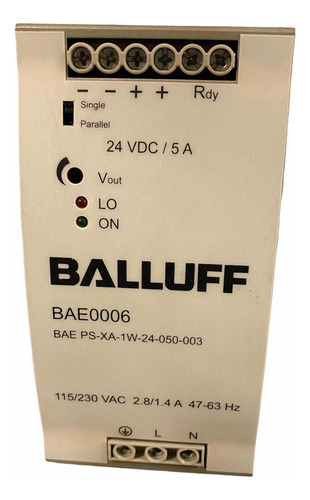 − − + + Rdy
Single
Parallel
24 VDC / 5 A
Vout
LO
ON
BALLUFF
BAE0006
BAE PS-XA-1W-24-050-003
115/230 VAC 2.8/1.4 A 47-63 Hz
L N